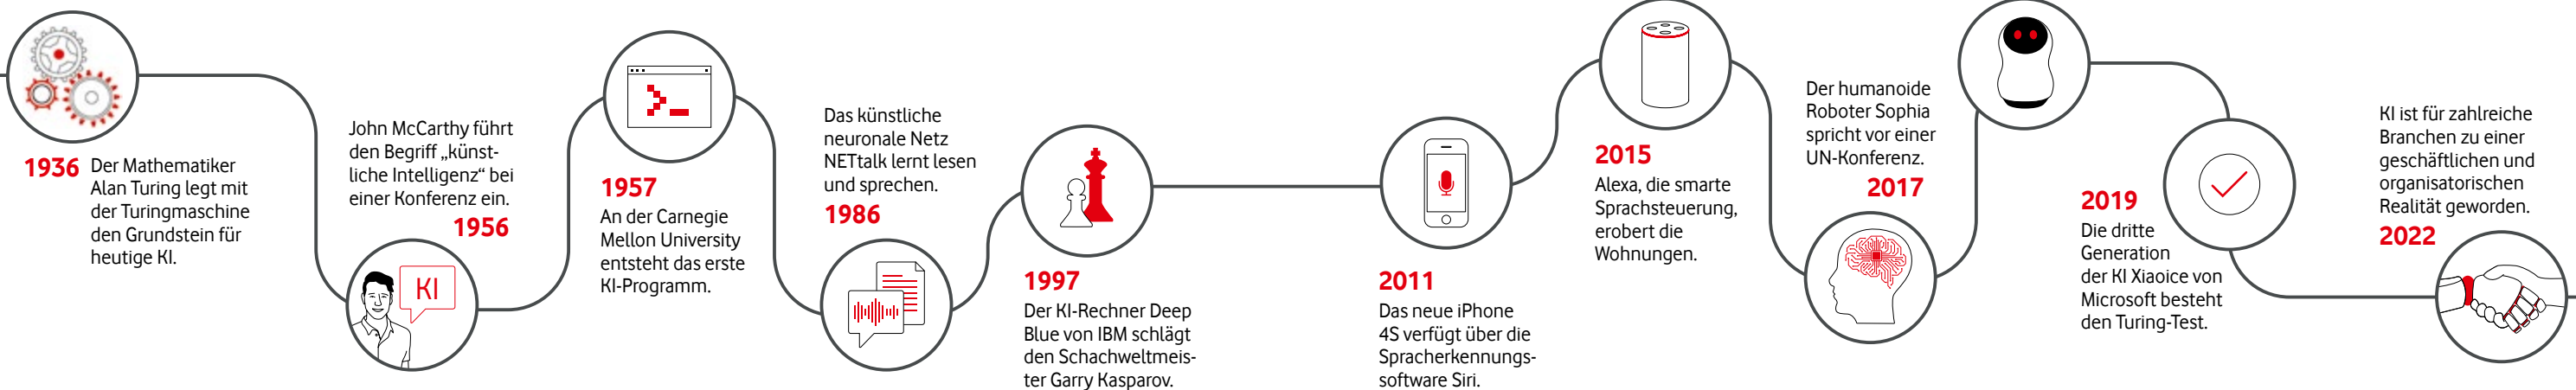 1936
Der Mathematiker
Alan Turing legt mit
der Turingmaschine
den Grundstein für
heutige KI.
John McCarthy führt
den Begriff „künst-
liche Intelligenz“ bei
einer Konferenz ein.
1956
KI
1957
An der Carnegie
Mellon University
entsteht das erste
KI-Programm.
Das künstliche
neuronale Netz
NETtalk lernt lesen
und sprechen.
1986
1997
Der KI-Rechner Deep
Blue von IBM schlägt
den Schachweltmeis-
ter Garry Kasparov.
2011
Das neue iPhone
4S verfügt über die
Spracherkennungs-
software Siri.
2015
Alexa, die smarte
Sprachsteuerung,
erobert die
Wohnungen.
Der humanoide
Roboter Sophia
spricht vor einer
UN-Konferenz.
2017
2019
Die dritte
Generation
der KI Xiaoice von
Microsoft besteht
den Turing-Test.
KI ist für zahlreiche
Branchen zu einer
geschäftlichen und
organisatorischen
Realität geworden.
2022